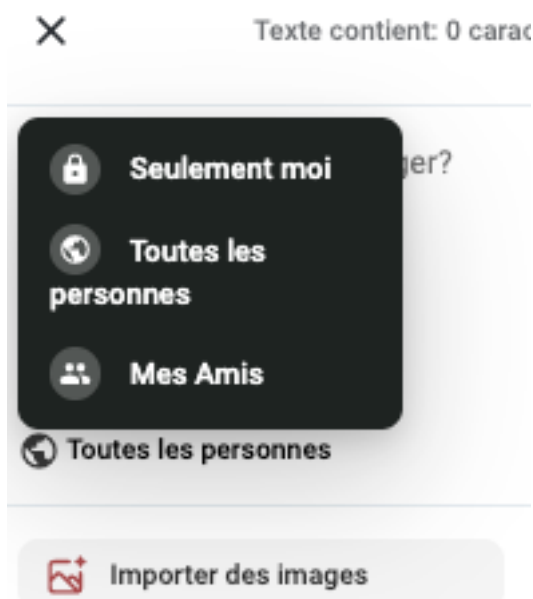 Texte contient: 0 carac
Seulement moi
ger?
Toutes les
personnes
Mes Amis
Toutes les personnes
Importer des images